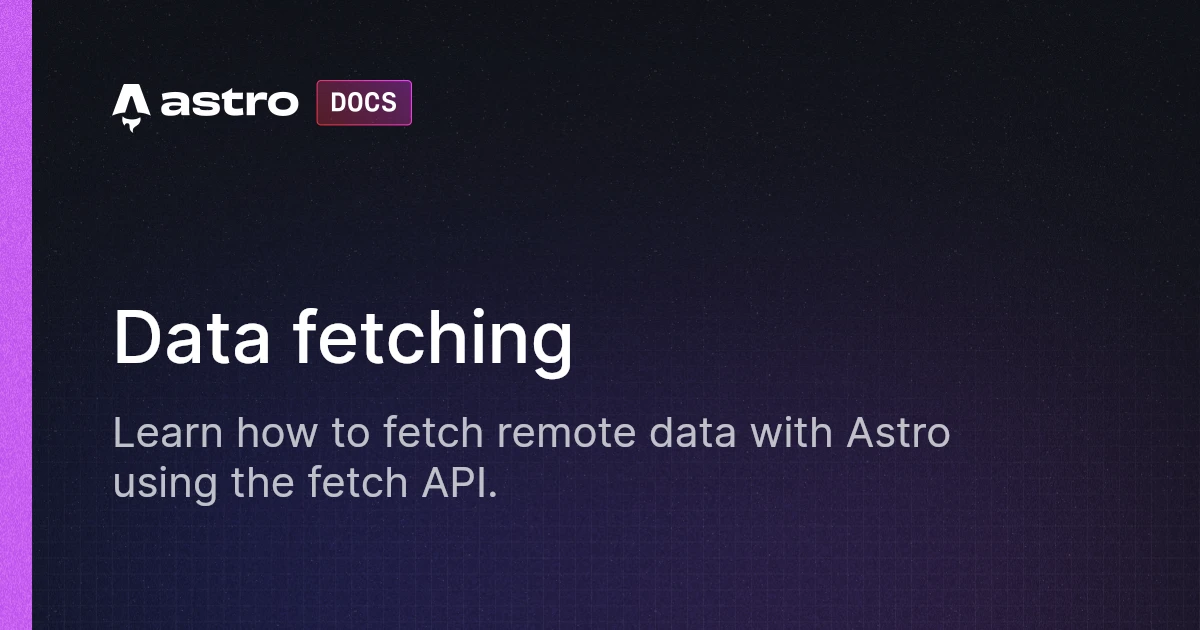 astro DOCS
Data fetching
Learn how to fetch remote data with Astro
using the fetch API.